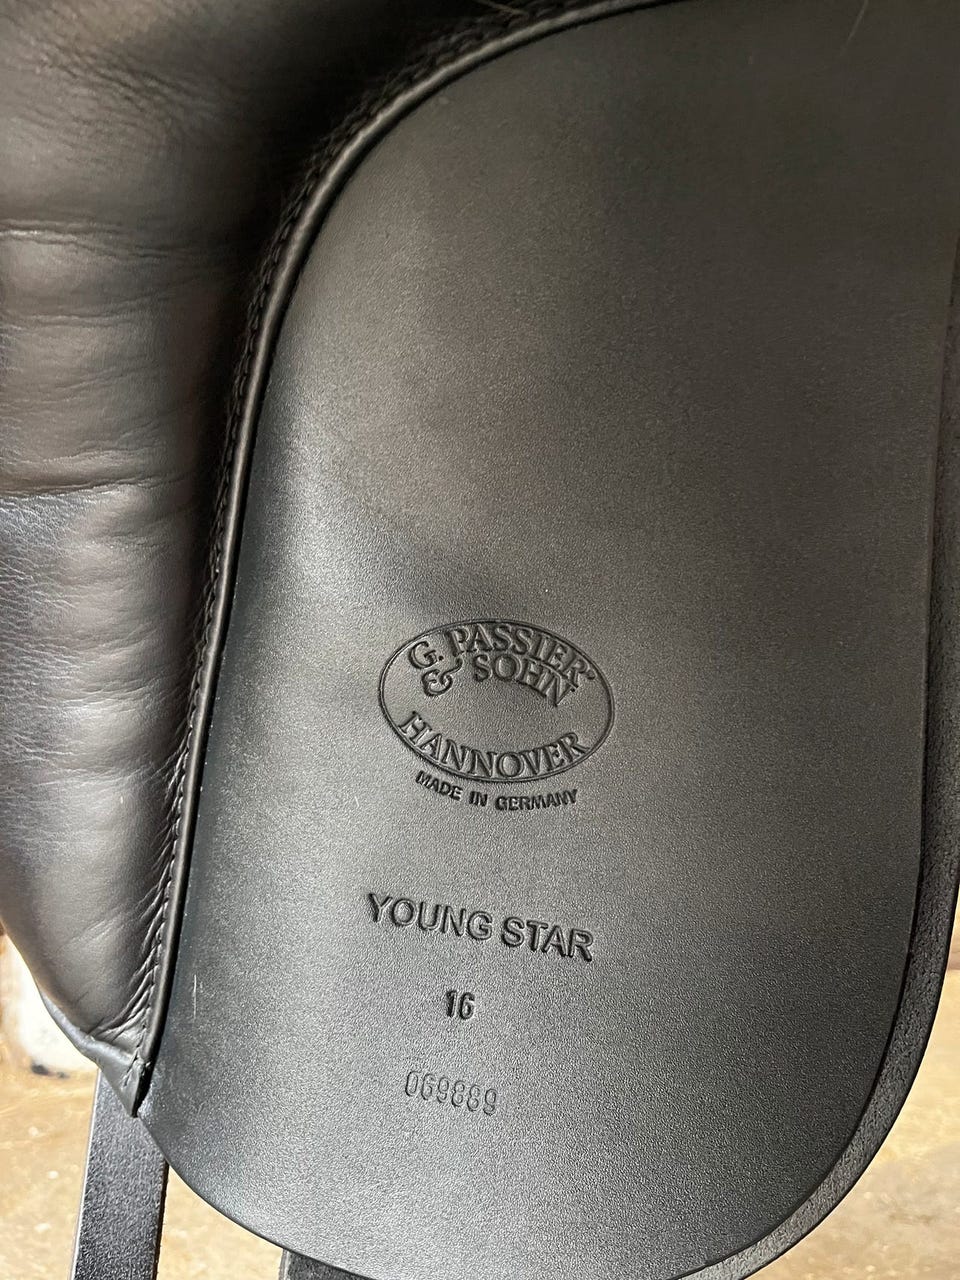 G. PASSIER®
& SOHN
HANNOVER
MADE IN GERMANY
YOUNG STAR
16
069889